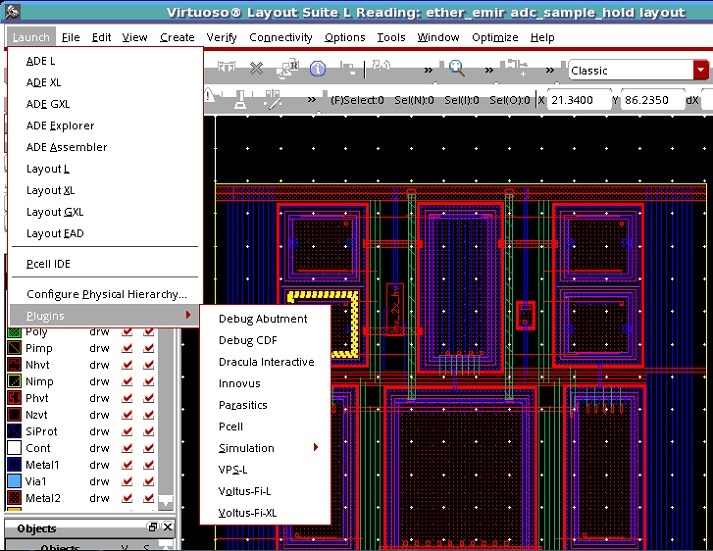 Virtuoso® Layout Suite L Reading: ether_emir adc_sample_hold layout
Launch File Edit View Create Verify Connectivity Options Tools Window Optimize Help
ADE L
ADE XL
ADE GXL
ADE Explorer
ADE Assembler
Layout L
Layout XL
Layout GXL
Layout EAD
Pcell IDE
Configure Physical Hierarchy...
Plugins
» » Classic
» (F)Select:0 Sel(N):0 Sel(I):0 Sel(O):0 X 21.3400 Y 86.2350 dX
Debug Abutment
Debug CDF
Dracula Interactive
Innovus
Parasitics
Pcell
Simulation
VPS-L
Voltus-Fi-L
Voltus-Fi-XL
Poly drw
Pimp drw
Nhvt drw
Nimp drw
Phvt drw
Nzvt drw
SiProt drw
Cont drw
Metal1 drw
Via1 drw
Metal2 drw
Objects
Objects V S